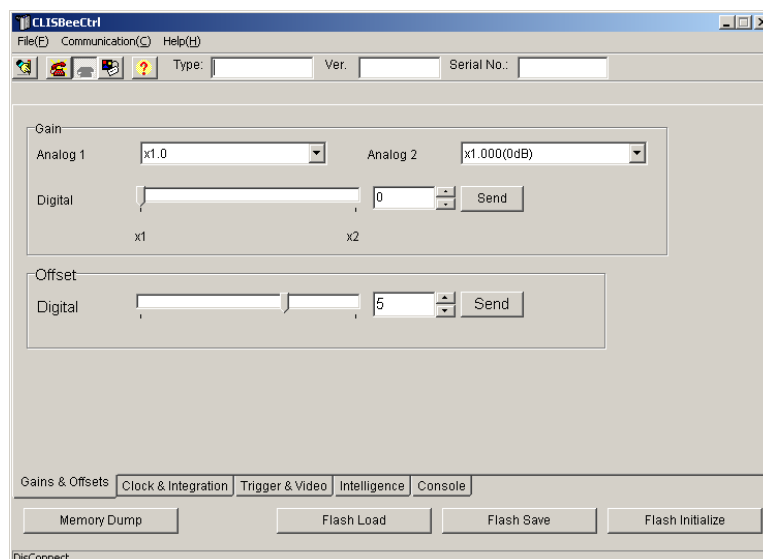 CLISBeeCtrl
File(F) Communication(C) Help(H)
Type: Ver. Serial No.:
Gain
Analog 1 x1.0 Analog 2 x1.000(0dB)
Digital 0 Send
x1 x2
Offset
Digital 5 Send
Gains & Offsets Clock & Integration Trigger & Video Intelligence Console
Memory Dump Flash Load Flash Save Flash Initialize
DisConnect